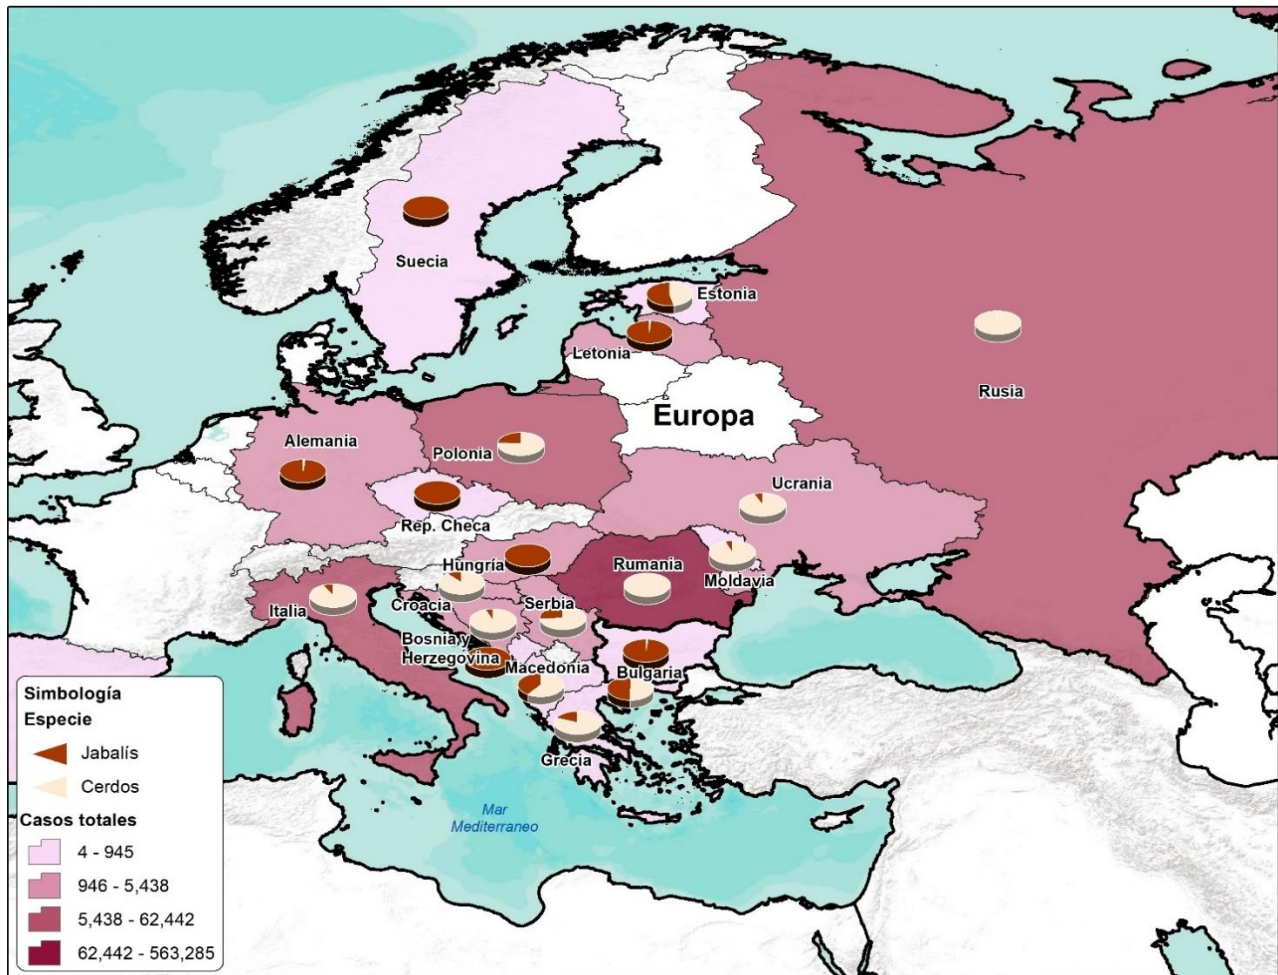 Suecia
Estonia
Letonia
Rusia
Europa
Alemania
Polonia
Ucrania
Rep. Checa
Hungría
Rumania
Moldavia
Italia
Croacia
Serbia
Bosnia y
Herzegovina
Macedonia
Bulgaria
Grecia
Mar
Mediterraneo
Simbología
Especie
Jabalís
Cerdos
Casos totales
4 - 945
946 - 5,438
5,438 - 62,442
62,442 - 563,285